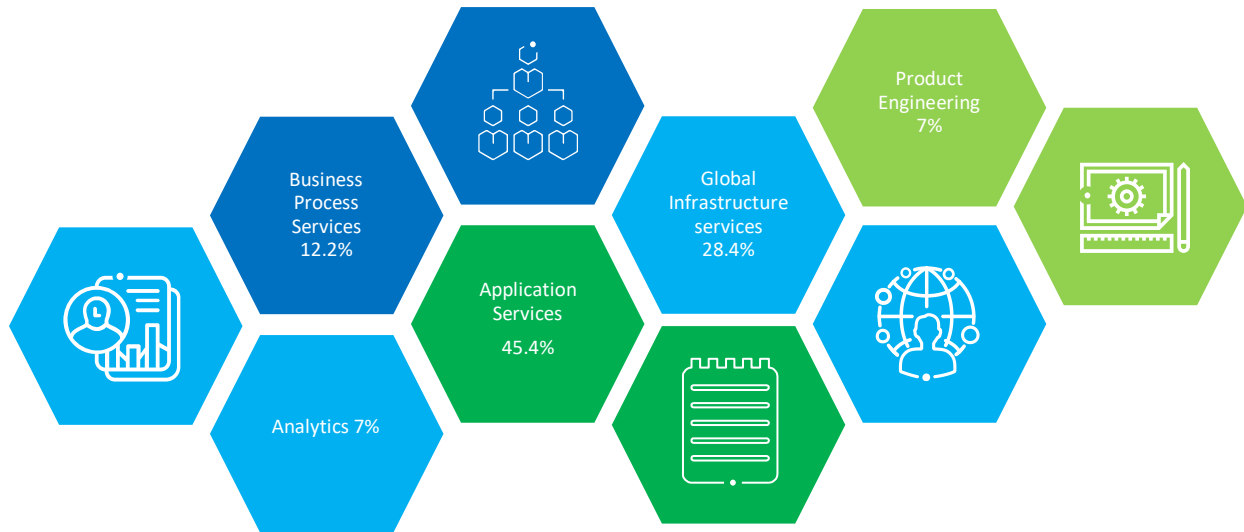 Product
Engineering
7%
Business
Process
Services
12.2%
Global
Infrastructure
services
28.4%
Application
Services
45.4%
Analytics 7%